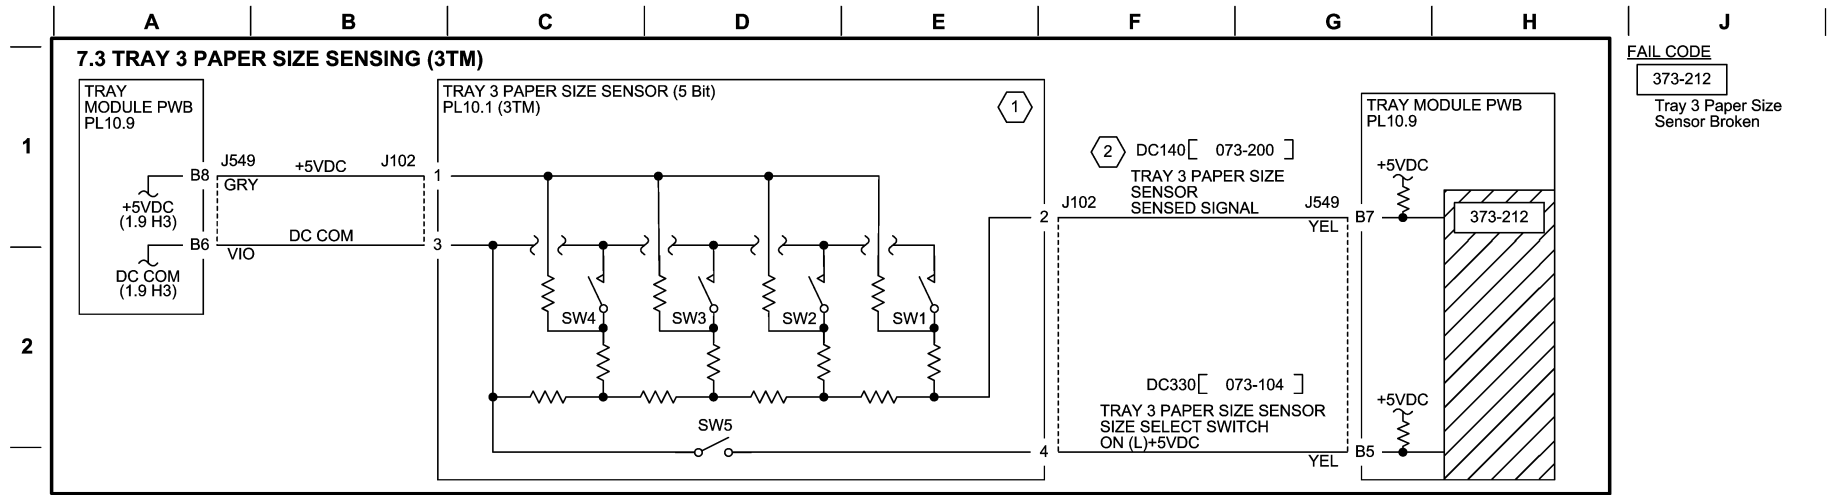 A B C D E F G H J
7.3 TRAY 3 PAPER SIZE SENSING (3TM)
FAIL CODE
373-212
Tray 3 Paper Size
Sensor Broken
1
2
TRAY
MODULE PWB
PL10.9
B8
+5VDC
(1.9 H3)
B6
DC COM
(1.9 H3)
J549
GRY
+5VDC
J102
VIO
DC COM
TRAY 3 PAPER SIZE SENSOR (5 Bit)
PL10.1 (3TM)
1
1
3
SW4
SW3
SW2
SW1
SW5
2
4
2
DC140[ 073-200 ]
TRAY 3 PAPER SIZE
SENSOR
SENSED SIGNAL
J102
J549
YEL
DC330[ 073-104 ]
TRAY 3 PAPER SIZE SENSOR
SIZE SELECT SWITCH
ON (L)+5VDC
YEL
TRAY MODULE PWB
PL10.9
+5VDC
B7
373-212
+5VDC
B5